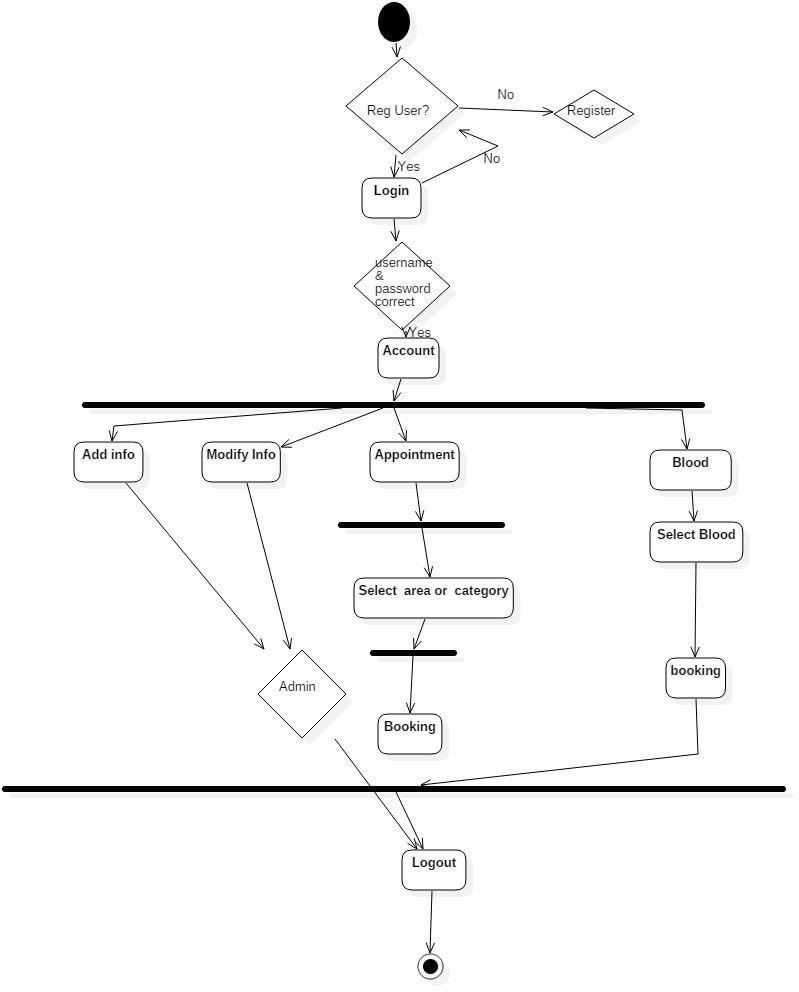 No
Reg User?
Register
No
Yes
Login
username
&
password
correct
Yes
Account
Add info
Modify Info
Appointment
Blood
Select Blood
Select  area or  category
booking
Admin
Booking
Logout